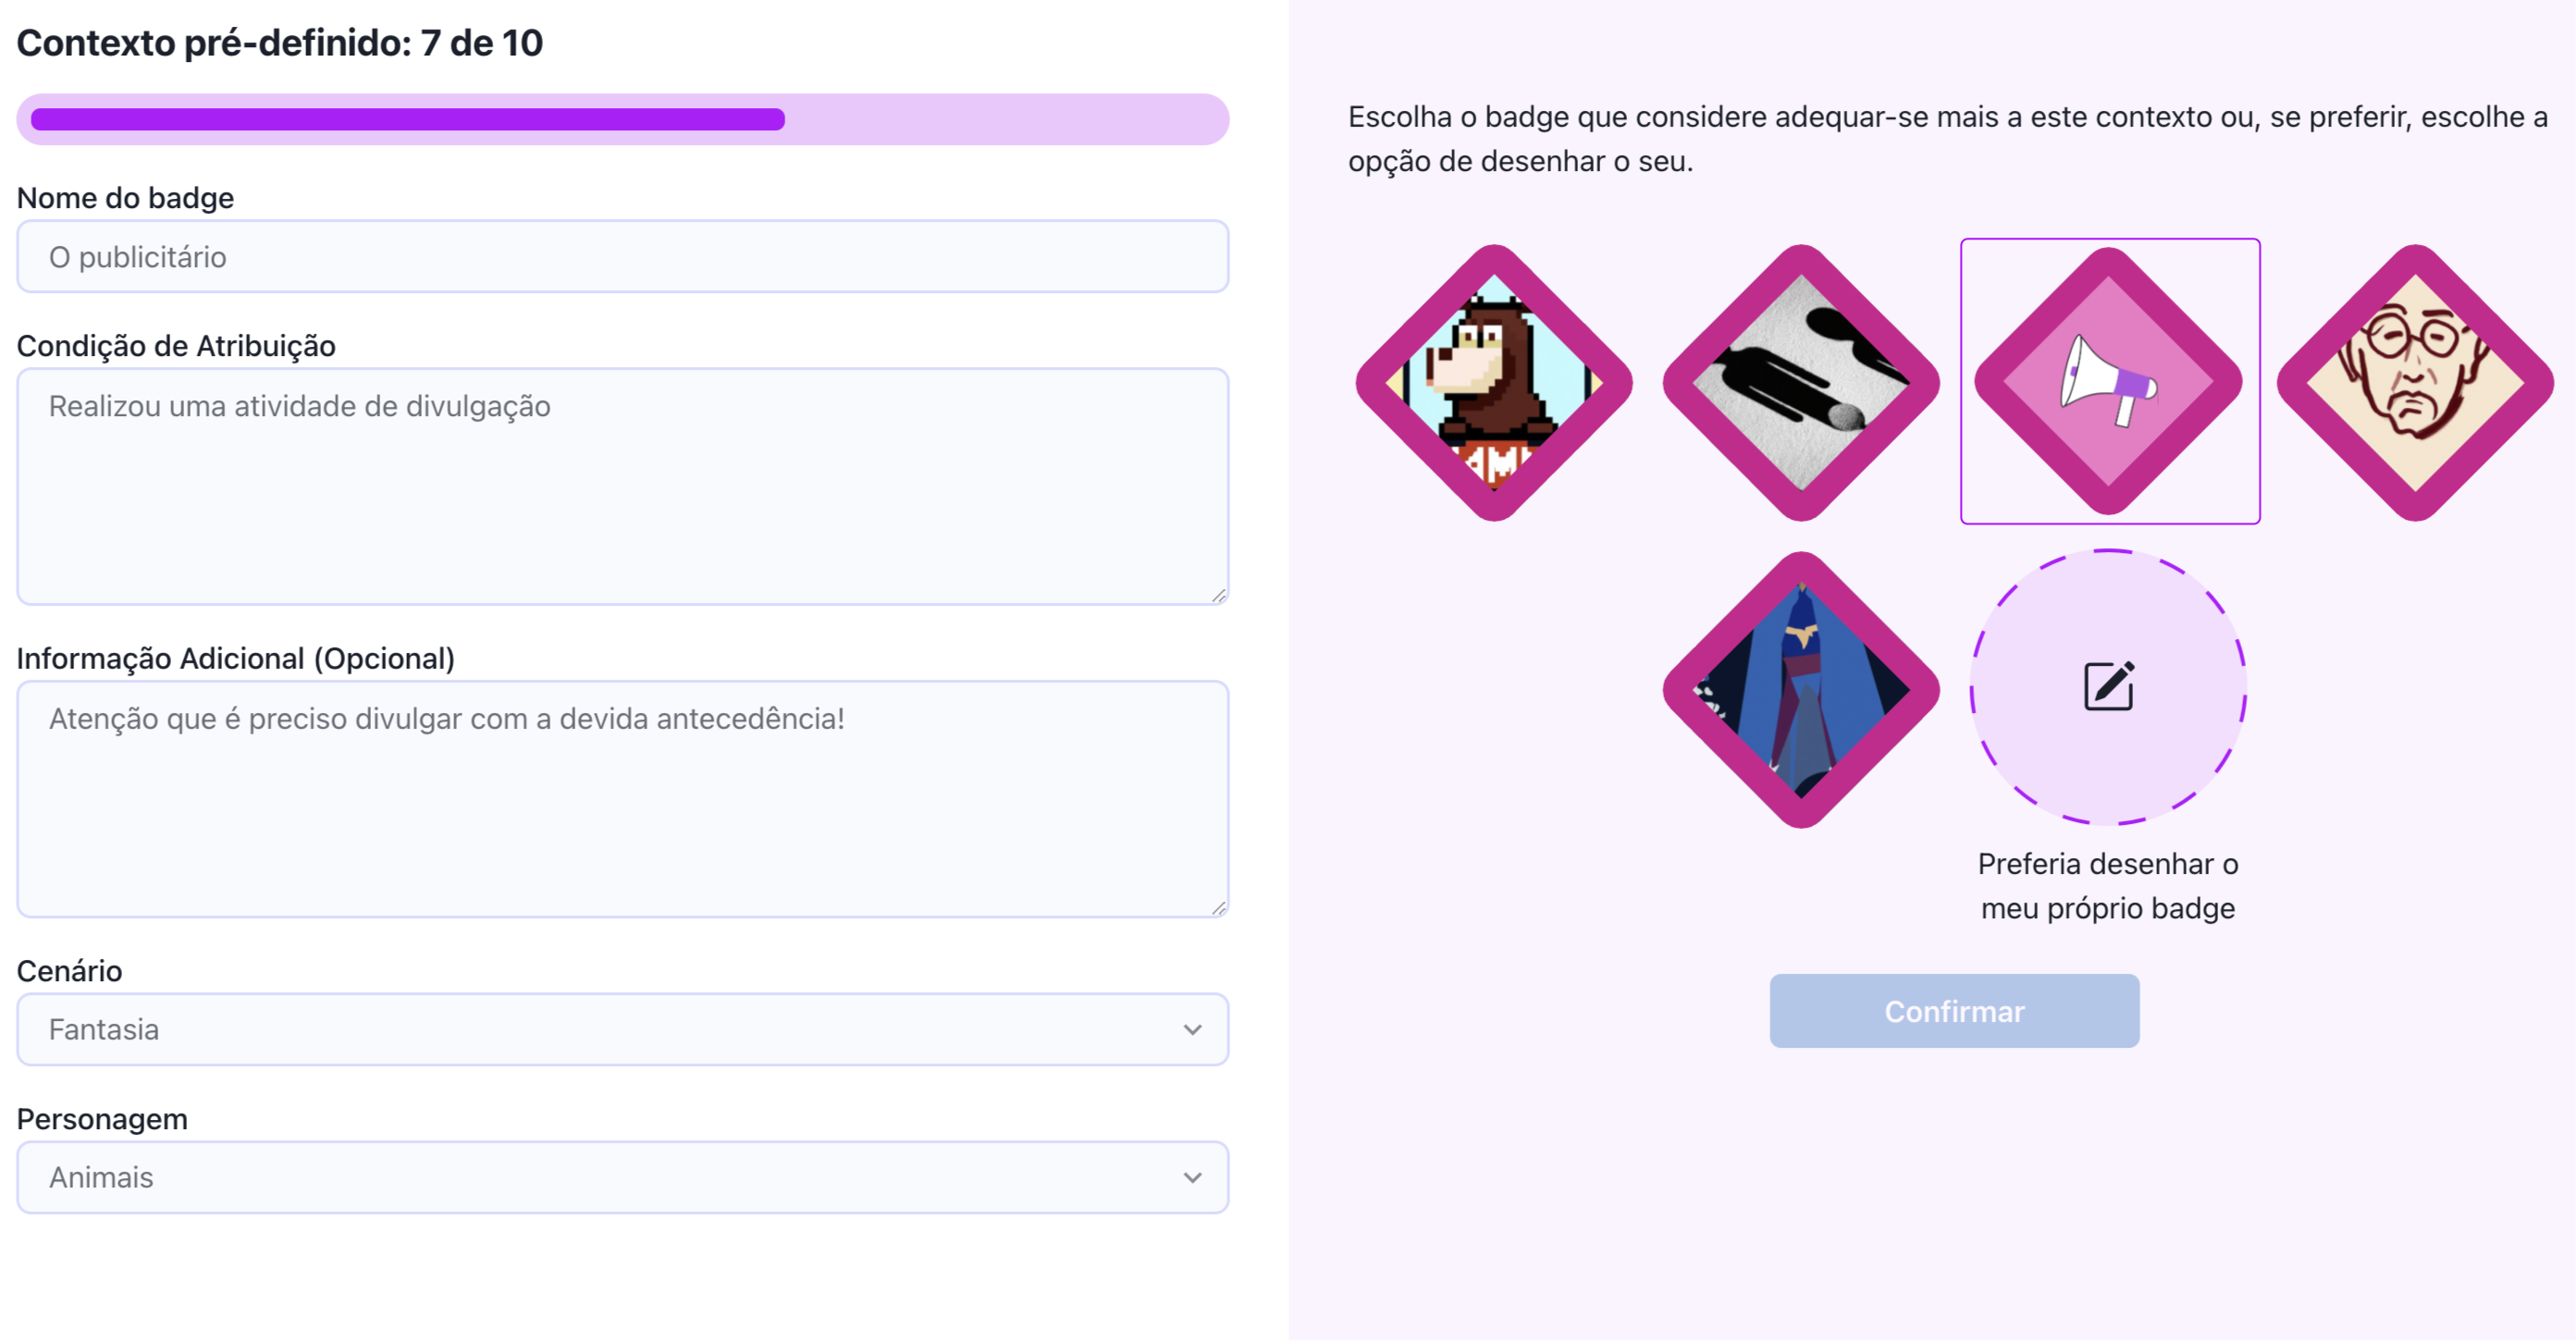 Contexto pré-definido: 7 de 10
Nome do badge
O publicitário
Condição de Atribuição
Realizou uma atividade de divulgação
Informação Adicional (Opcional)
Atenção que é preciso divulgar com a devida antecedência!
Cenário
Fantasia
Personagem
Animais
Escolha o badge que considere adequar-se mais a este contexto ou, se preferir, escolhe a
opção de desenhar o seu.
Preferia desenhar o
meu próprio badge
Confirmar